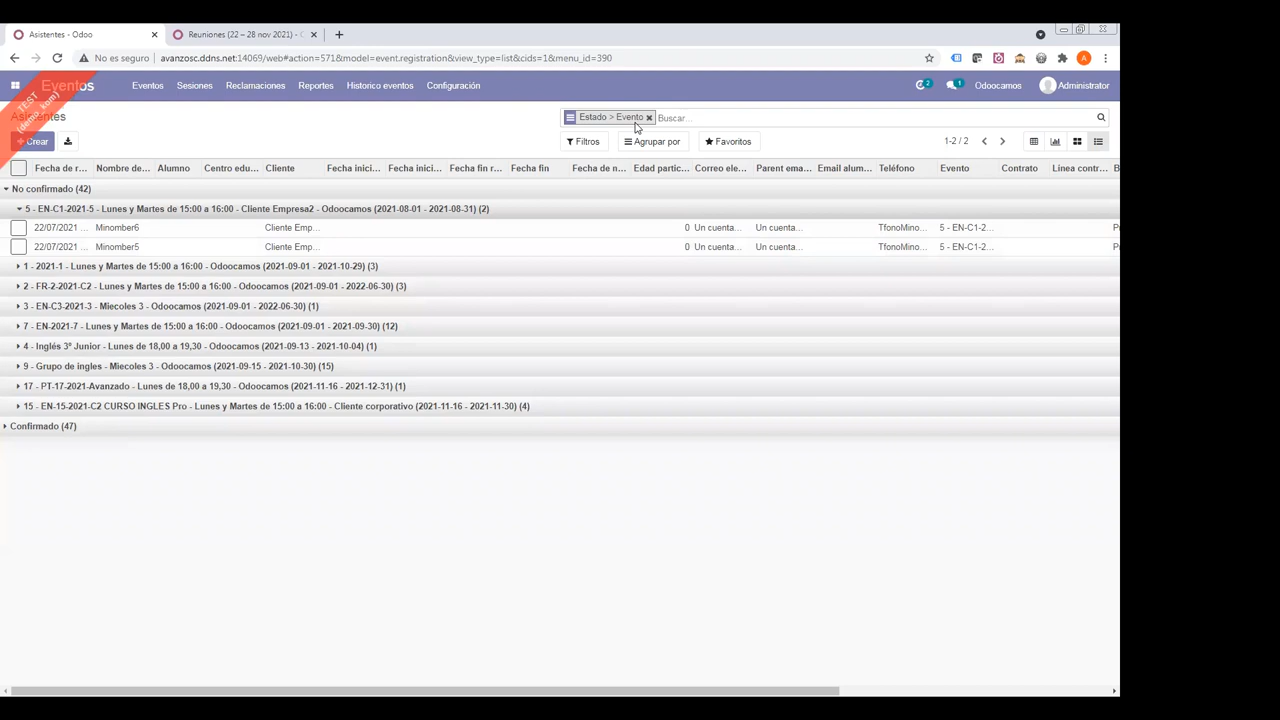 Asistentes - Odoo
Reuniones (22 – 28 nov 2021) -
No es seguro
avanzosc.ddns.net:14069/web#action=571&model=event.registration&view_type=list&cids=1&menu_id=390
A
Eventos
Eventos
Sesiones
Reclamaciones
Reportes
Historico eventos
Configuración
2
1
Odoocamos
Administrador
TEST
Asistentes
Estado > Evento
Buscar...
Crear
Filtros
Agrupar por
Favoritos
1-2 / 2
Fecha de r... Nombre de... Alumno Centro edu... Cliente Fecha inici... Fecha inici... Fecha fin r... Fecha fin Fecha de n... Edad partic... Correo ele... Parent ema... Email alum... Teléfono Evento Contrato Línea contr...
No confirmado (42)
5 - EN-C1-2021-5 - Lunes y Martes de 15:00 a 16:00 - Cliente Empresa2 - Odoocamos (2021-08-01 - 2021-08-31) (2)
22/07/2021 ... Minomber6 Cliente Emp... 0 Un cuenta... Un cuenta... TfonoMino... 5 - EN-C1-2...
22/07/2021 ... Minomber5 Cliente Emp... 0 Un cuenta... Un cuenta... TfonoMino... 5 - EN-C1-2...
1 - 2021-1 - Lunes y Martes de 15:00 a 16:00 - Odoocamos (2021-09-01 - 2021-10-29) (3)
2 - FR-2-2021-C2 - Lunes y Martes de 15:00 a 16:00 - Odoocamos (2021-09-01 - 2022-06-30) (3)
3 - EN-C3-2021-3 - Miecoles 3 - Odoocamos (2021-09-01 - 2022-06-30) (1)
7 - EN-2021-7 - Lunes y Martes de 15:00 a 16:00 - Odoocamos (2021-09-01 - 2021-09-30) (12)
4 - Inglés 3º Junior - Lunes de 18,00 a 19,30 - Odoocamos (2021-09-13 - 2021-10-04) (1)
9 - Grupo de ingles - Miecoles 3 - Odoocamos (2021-09-15 - 2021-10-30) (15)
17 - PT-17-2021-Avanzado - Lunes de 18,00 a 19,30 - Odoocamos (2021-11-16 - 2021-12-31) (1)
15 - EN-15-2021-C2 CURSO INGLES Pro - Lunes y Martes de 15:00 a 16:00 - Cliente corporativo (2021-11-16 - 2021-11-30) (4)
Confirmado (47)